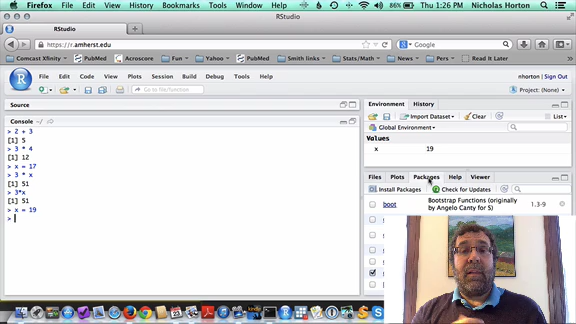 Firefox File Edit View History Bookmarks Tools Window Help 86% Thu 1:26 PM Nicholas Horton
RStudio
RStudio
https://r.amherst.edu
Google
Comcast Xfinity PubMed Acroscore Fun Yahoo PubMed Smith links Stats/Math News Pers Read It Later
File Edit Code View Plots Session Build Debug Tools Help
nhorton Sign Out
Go to file/function
Project: (None)
Source
Console ~/
> 2 + 3
[1] 5
> 3 * 4
[1] 12
> x = 17
> 3 * x
[1] 51
> 3*x
[1] 51
> x = 19
>
Environment History
Import Dataset Clear List
Global Environment
Values
x 19
Files Plots Packages Help Viewer
Install Packages Check for Updates
boot Bootstrap Functions (originally by Angelo Canty for S) 1.3-9